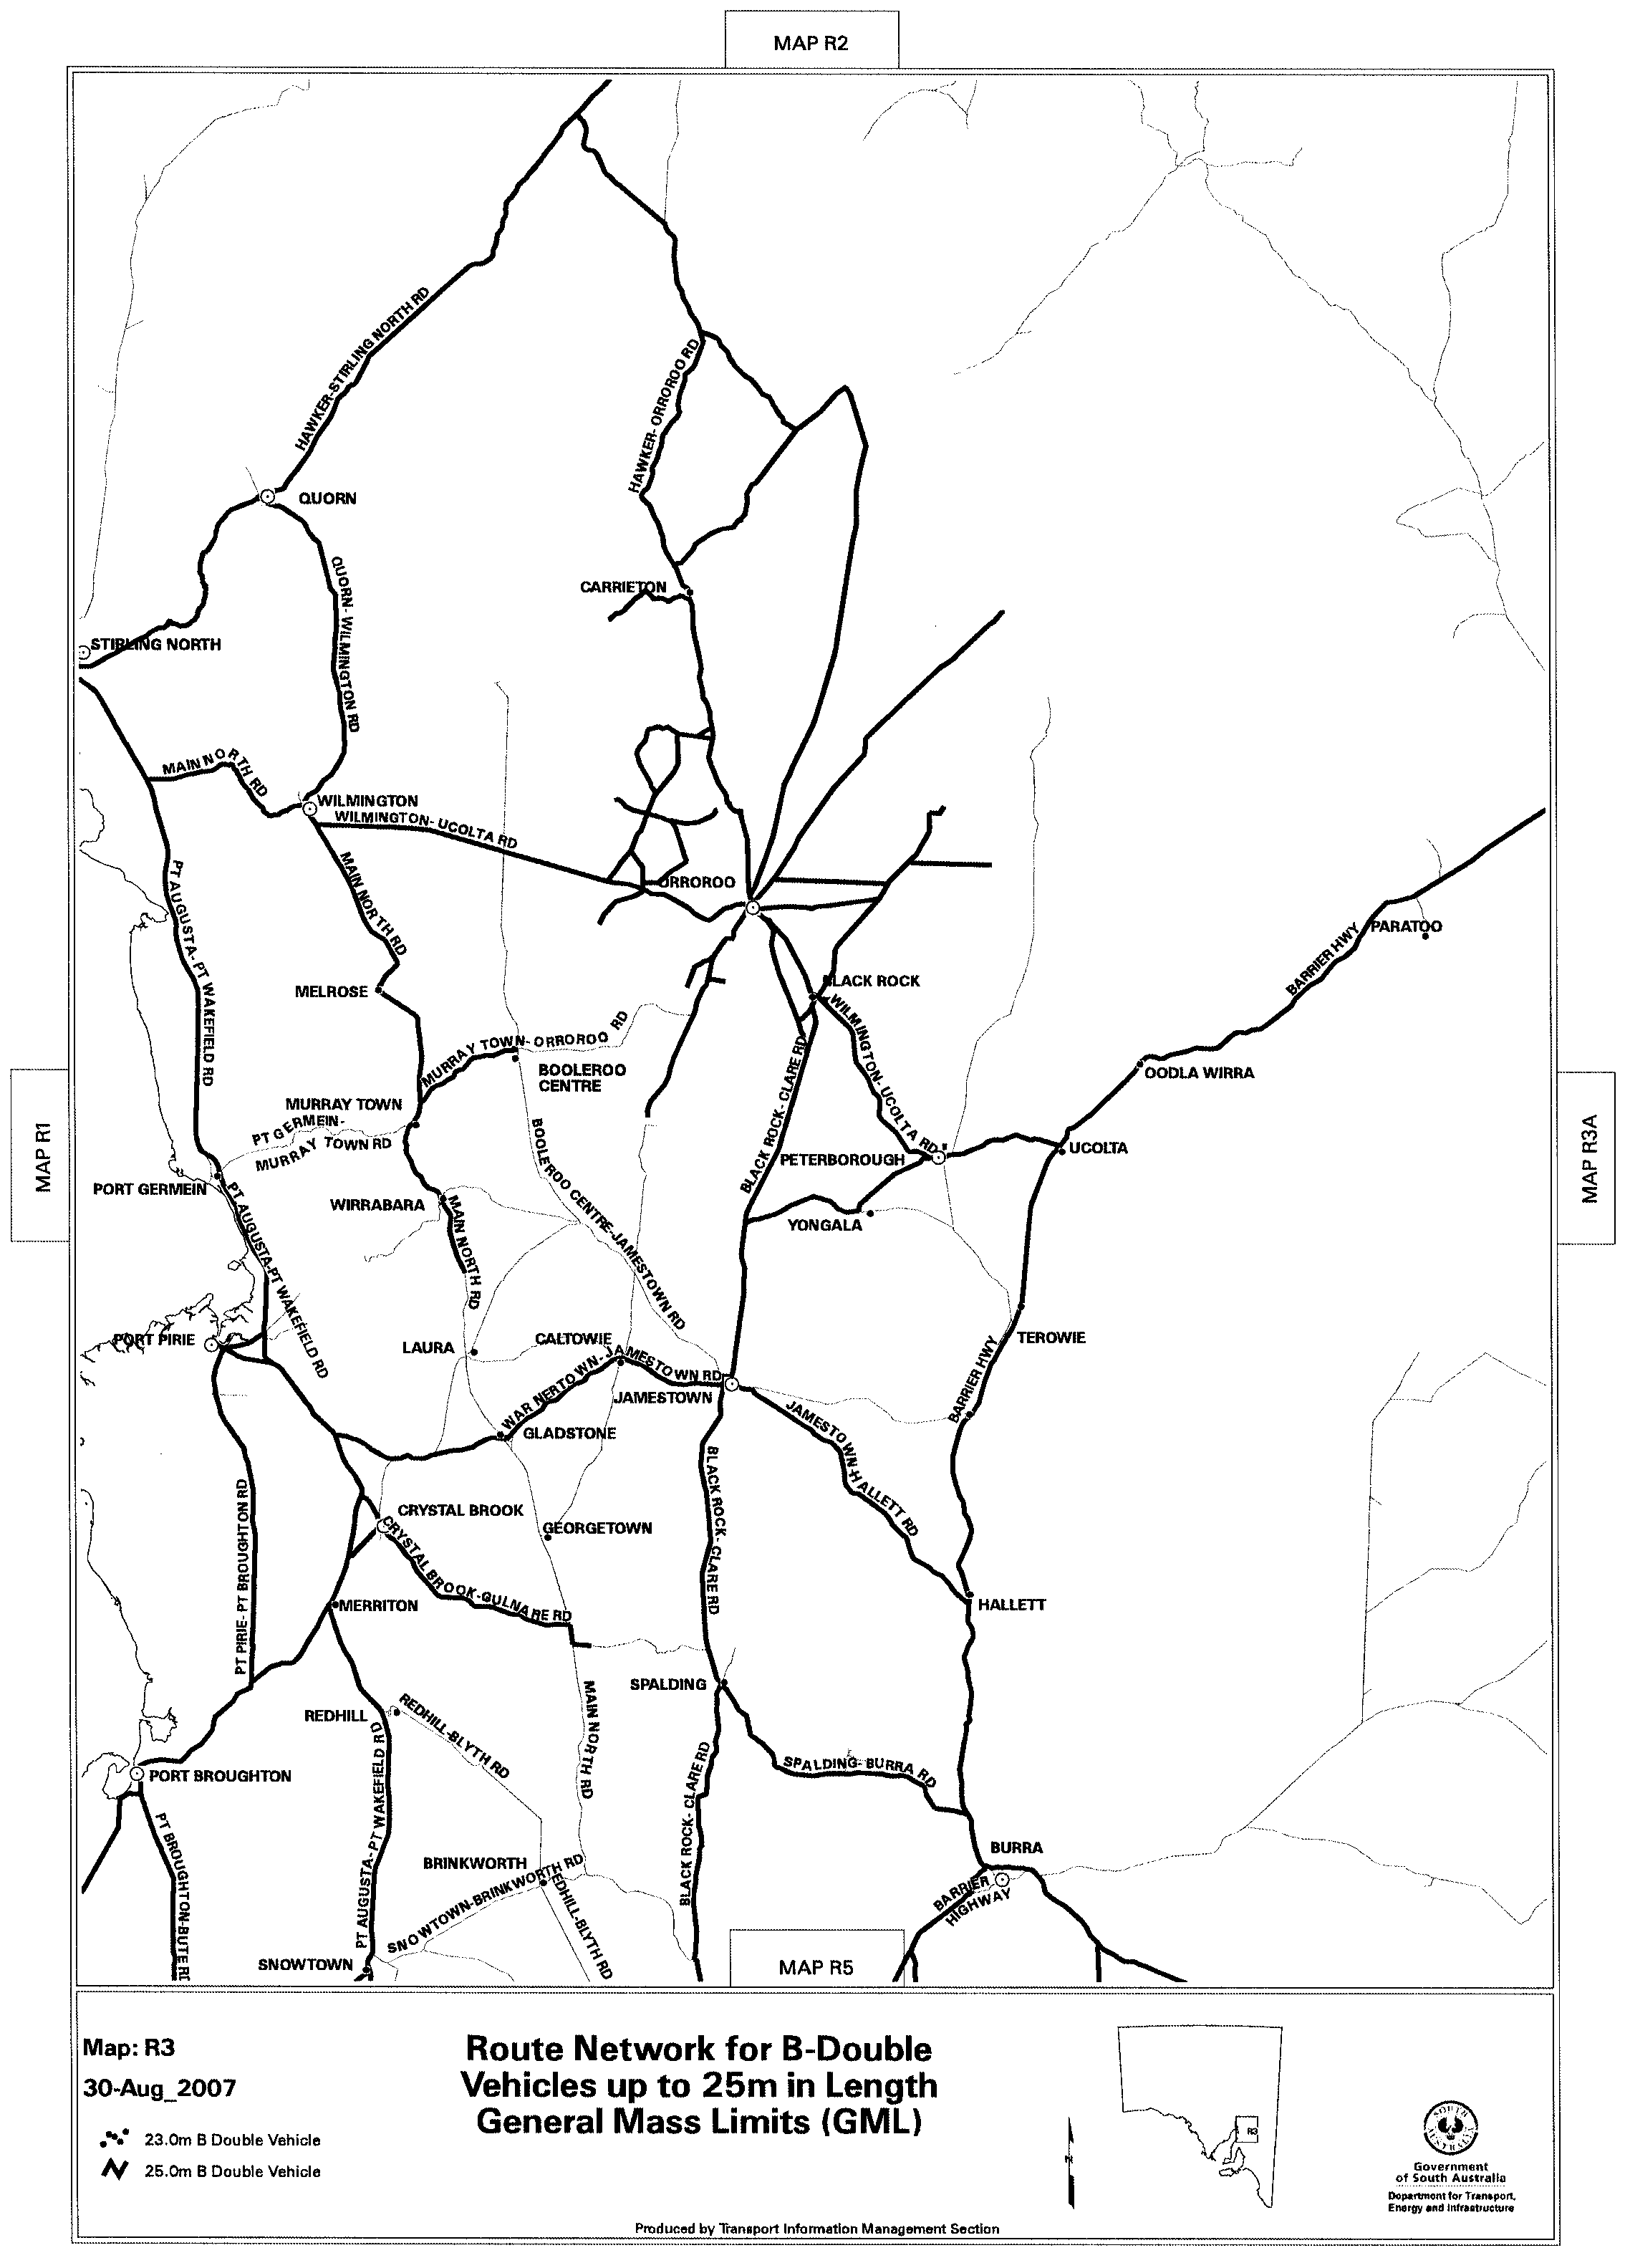 MAP R2
HAWKER-STIRLING NORTH RD
HAWKER- ORROROO RD
QUORN
QUORN- WILMINGTON RD
CARRIETON
STIRLING NORTH
MAIN NORTH RD
WILMINGTON
WILMINGTON- UCOLTA RD
MAIN NORTH RD
ORROROO
PT AUGUSTA- PT WAKEFIELD RD
PARATOO
BARRIER HWY
MELROSE
BLACK ROCK
WILMINGTON- UCOLTA RD
MURRAY TOWN- ORROROO RD
BOOLEROO
CENTRE
BLACK ROCK- CLARE RD
OODLA WIRRA
MAP R1
MAP R3A
MURRAY TOWN
PT GERMEIN-
MURRAY TOWN RD
BOOLEROO CENTRE-JAMESTOWN RD
UCOLTA
PETERBOROUGH
PORT GERMEIN
PT AUGUSTA-PT WAKEFIELD RD
WIRRABARA
MAIN NORTH RD
YONGALA
PORT PIRIE
LAURA
CALTOWIE
TEROWIE
BARRIER HWY
WARNERTOWN-JAMESTOWN RD
JAMESTOWN
JAMESTOWN-HALLETT RD
GLADSTONE
BLACK ROCK- CLARE RD
PT PIRIE- PT BROUGHTON RD
CRYSTAL BROOK
CRYSTAL BROOK-GULNARE RD
GEORGETOWN
MERRITON
HALLETT
SPALDING
MAIN NORTH RD
REDHILL
REDHILL-BLYTH RD
PT AUGUSTA- PT WAKEFIELD RD
BLACK ROCK- CLARE RD
SPALDING- BURRA RD
PORT BROUGHTON
PT BROUGHTON-BUTE RD
BURRA
BRINKWORTH
SNOWTOWN-BRINKWORTH RD
REDHILL-BLYTH RD
BARRIER
HIGHWAY
SNOWTOWN
MAP R5
Map: R3
30-Aug_2007
23.0m B Double Vehicle
25.0m B Double Vehicle
Route Network for B-Double
Vehicles up to 25m in Length
General Mass Limits (GML)
R3
SOUTH
AUSTRALIA
Government
of South Australia
Department for Transport,
Energy and Infrastructure
Produced by Transport Information Management Section